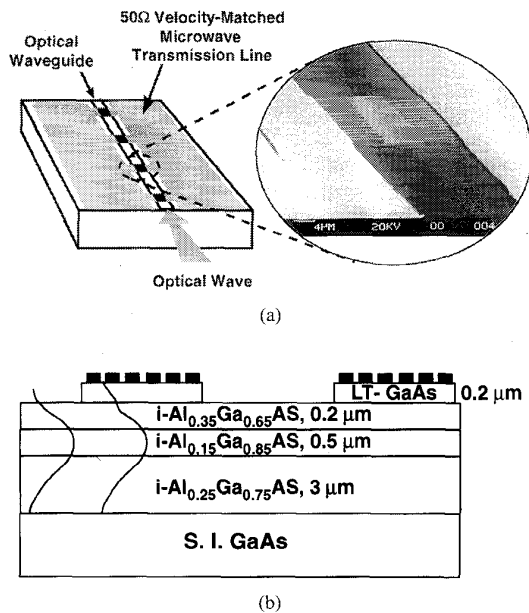 50Ω Velocity-Matched
Microwave
Transmission Line
Optical
Waveguide
4PM 20KV 00 004
Optical Wave
(a)
LT- GaAs 0.2 μm
i-Al0.35Ga0.65AS, 0.2 μm
i-Al0.15Ga0.85AS, 0.5 μm
i-Al0.25Ga0.75AS, 3 μm
S. I. GaAs
(b)